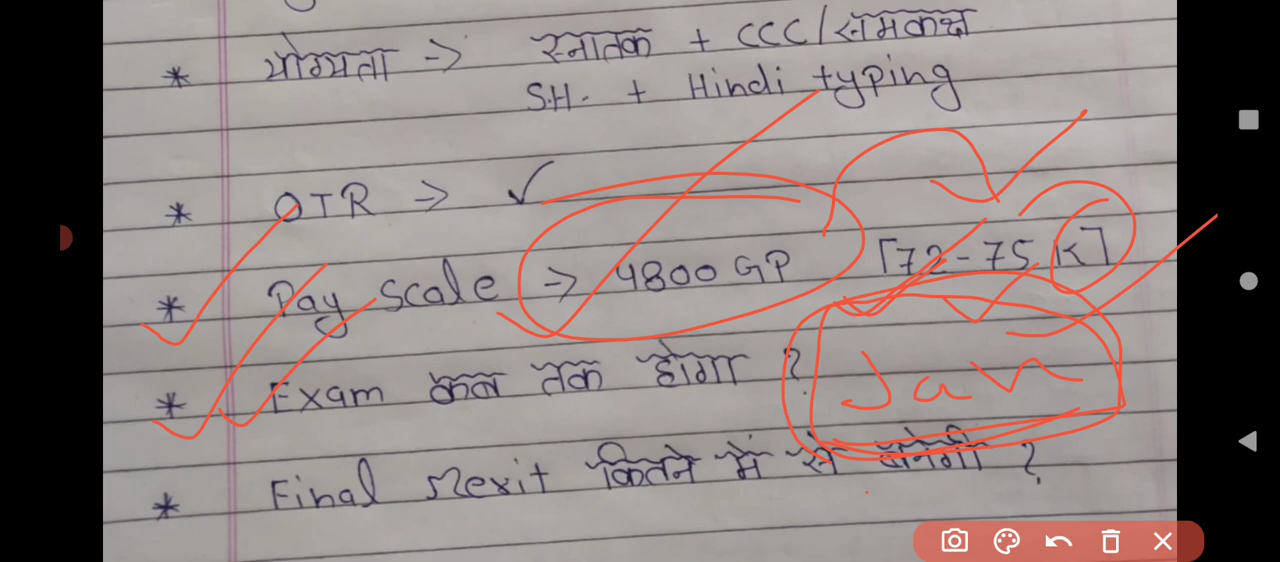 * योग्यता -> स्नातक + CCC/समकक्ष
S.H. + Hindi typing
* OTR -> ✓
* Pay Scale -> 4800 GP [72-75 K]
* Exam कब तक होगा ?
Jan
* Final Merit कितने में से बनेगी ?